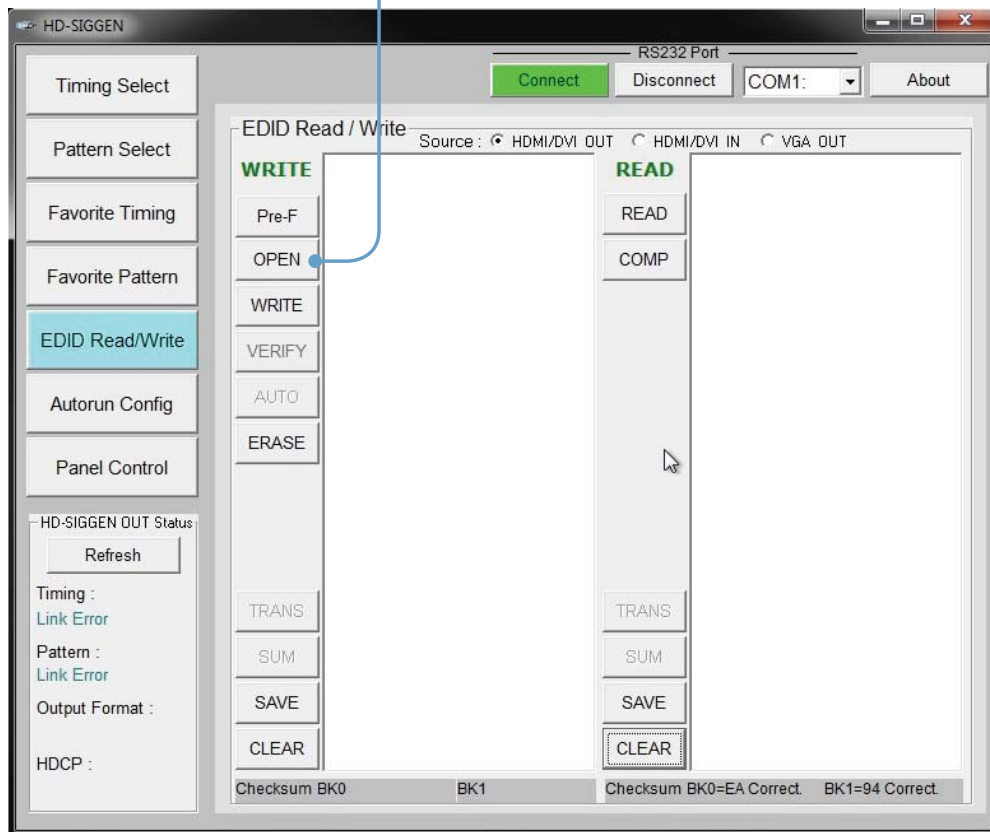 HD-SIGGEN
RS232 Port
Connect Disconnect COM1: About
Timing Select
Pattern Select
Favorite Timing
Favorite Pattern
EDID Read/Write
Autorun Config
Panel Control
HD-SIGGEN OUT Status
Refresh
Timing :
Link Error
Pattern :
Link Error
Output Format :
HDCP :
EDID Read / Write
Source : HDMI/DVI OUT HDMI/DVI IN VGA OUT
WRITE
Pre-F
OPEN
WRITE
VERIFY
AUTO
ERASE
TRANS
SUM
SAVE
CLEAR
Checksum BK0 BK1
READ
READ
COMP
TRANS
SUM
SAVE
CLEAR
Checksum BK0=EA Correct. BK1=94 Correct.